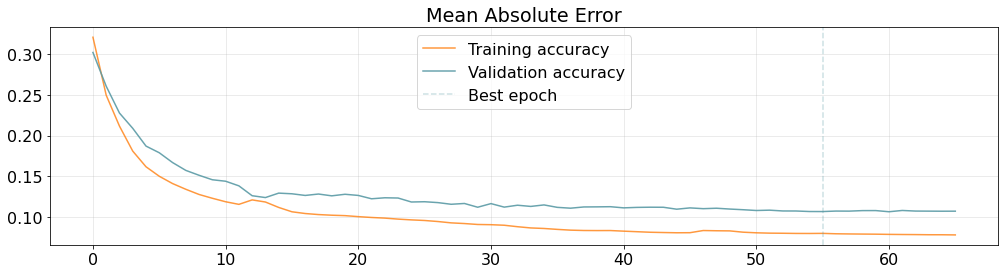 Mean Absolute Error
Training accuracy
Validation accuracy
Best epoch
0.30
0.25
0.20
0.15
0.10
0 10 20 30 40 50 60